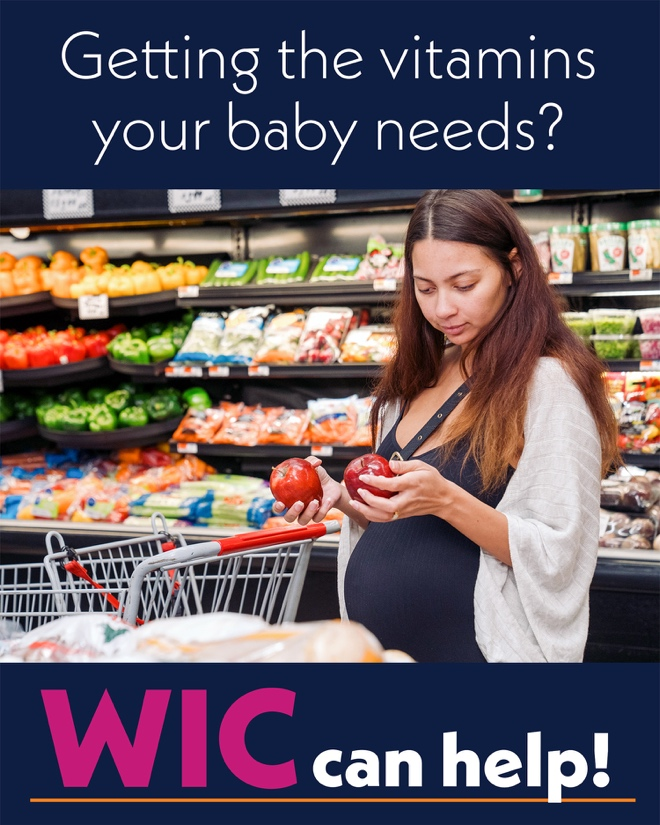 Getting the vitamins
your baby needs?
WIC can help!